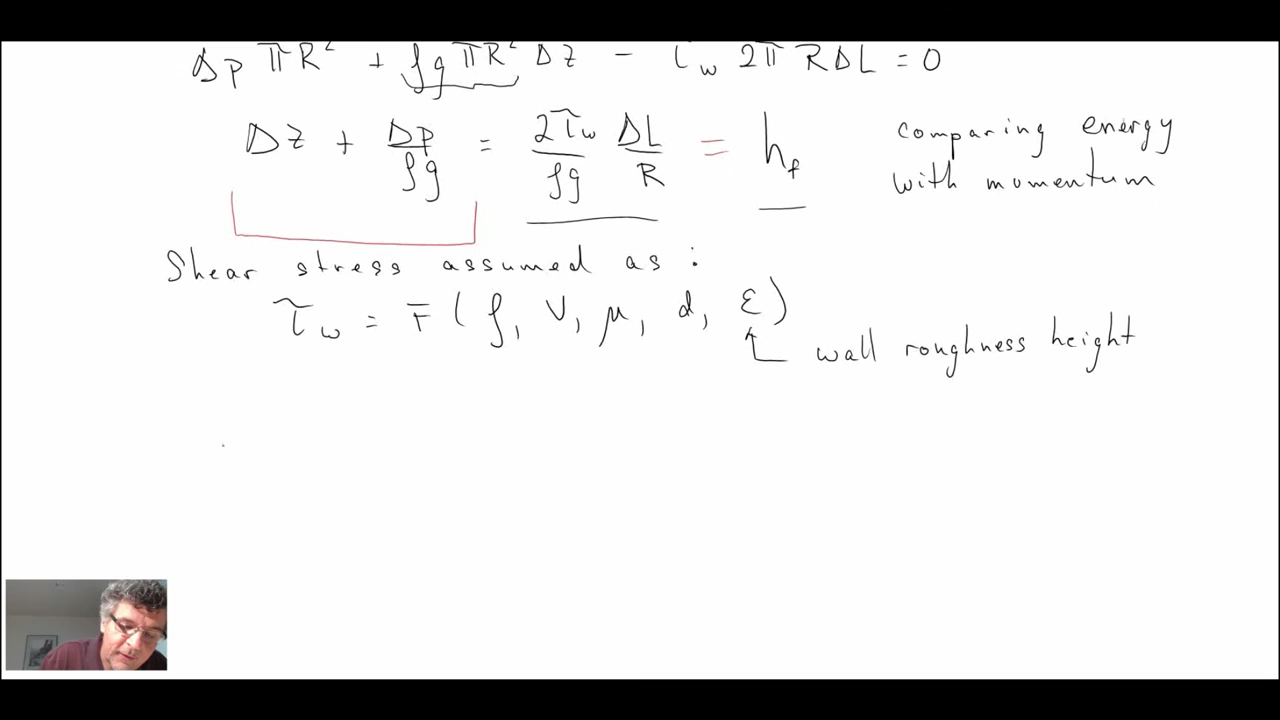 Δp πR² + ρg πR² ΔZ - τw 2π RΔL = 0
ΔZ + Δp/ρg = 2τw/ρg ΔL/R = hf
comparing energy
with momentum
Shear stress assumed as :
τw = F ( ρ, V, μ, d, ε )
wall roughness height